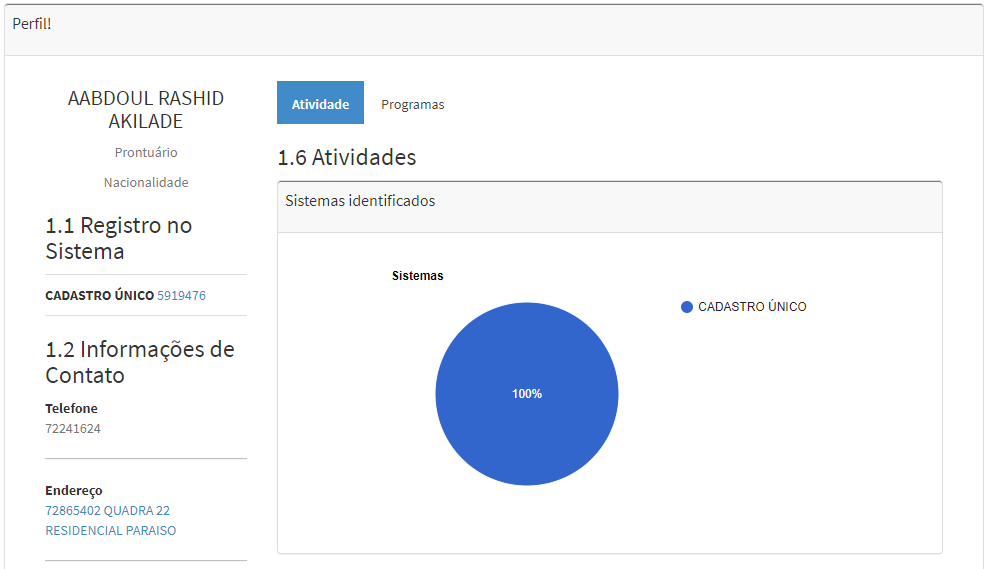 Perfil!
AABDOUL RASHID
AKILADE
Prontuário
Nacionalidade
1.1 Registro no
Sistema
CADASTRO ÚNICO 5919476
1.2 Informações de
Contato
Telefone
72241624
Endereço
72865402 QUADRA 22
RESIDENCIAL PARAISO
Atividade Programas
1.6 Atividades
Sistemas identificados
Sistemas
CADASTRO ÚNICO
100%